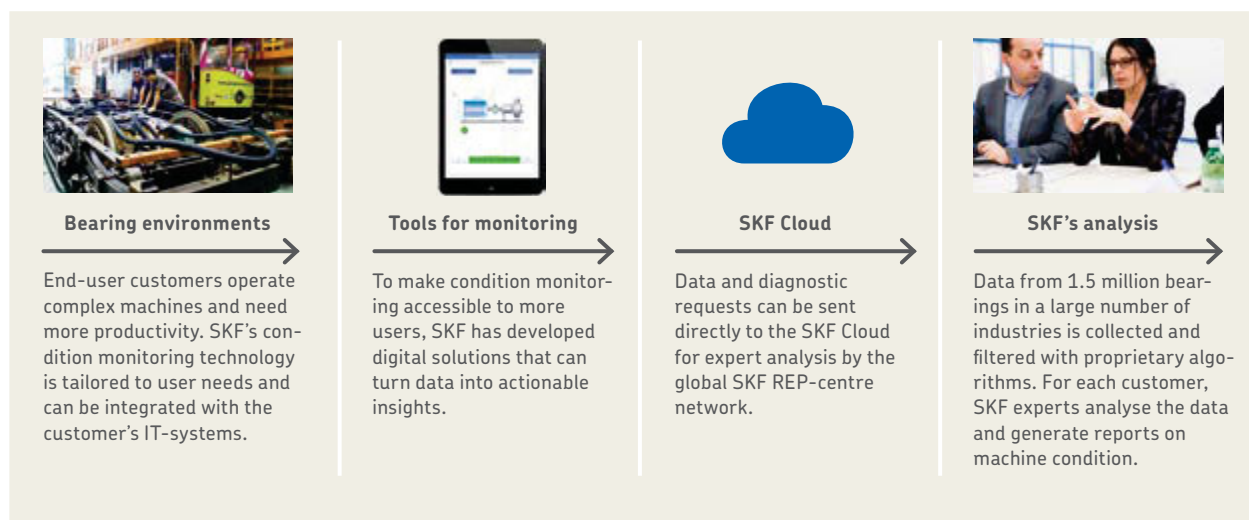 Bearing environments
End-user customers operate
complex machines and need
more productivity. SKF's con-
dition monitoring technology
is tailored to user needs and
can be integrated with the
customer's IT-systems.
Tools for monitoring
To make condition monitor-
ing accessible to more
users, SKF has developed
digital solutions that can
turn data into actionable
insights.
SKF Cloud
Data and diagnostic
requests can be sent
directly to the SKF Cloud
for expert analysis by the
global SKF REP-centre
network.
SKF's analysis
Data from 1.5 million bear-
ings in a large number of
industries is collected and
filtered with proprietary algo-
rithms. For each customer,
SKF experts analyse the data
and generate reports on
machine condition.